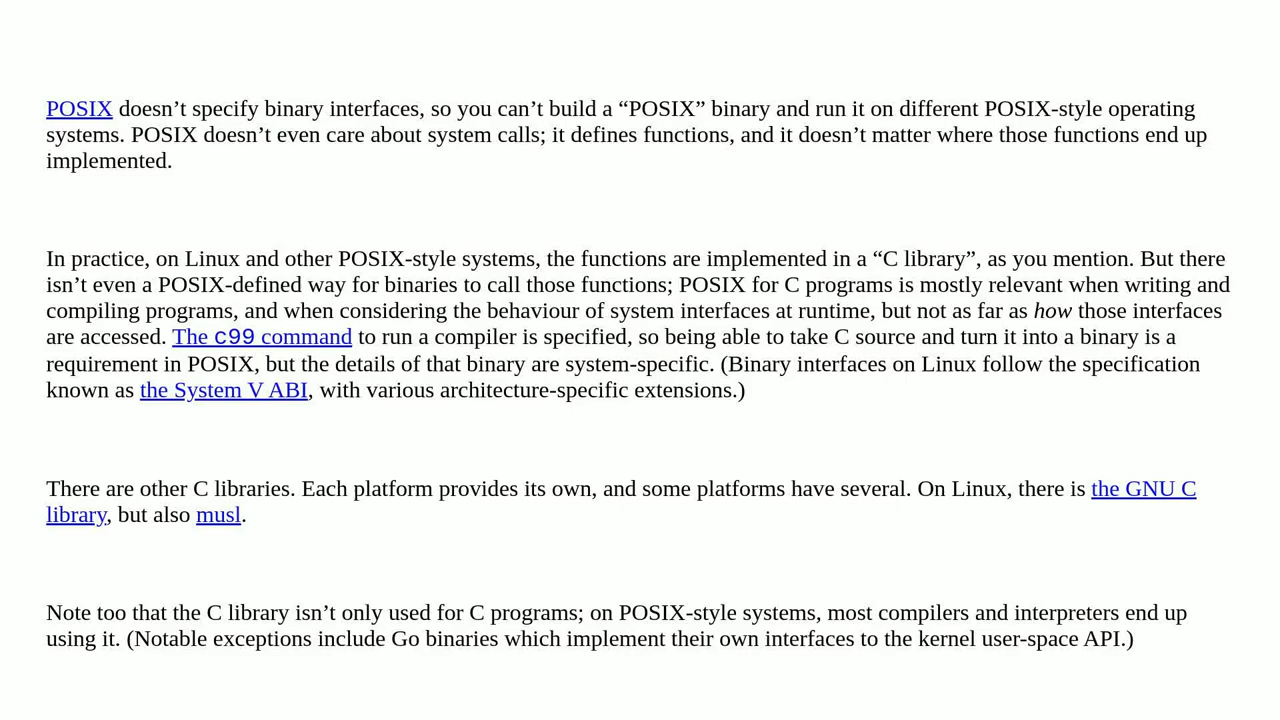 POSIX doesn’t specify binary interfaces, so you can’t build a “POSIX” binary and run it on different POSIX-style operating
systems. POSIX doesn’t even care about system calls; it defines functions, and it doesn’t matter where those functions end up
implemented.
In practice, on Linux and other POSIX-style systems, the functions are implemented in a “C library”, as you mention. But there
isn’t even a POSIX-defined way for binaries to call those functions; POSIX for C programs is mostly relevant when writing and
compiling programs, and when considering the behaviour of system interfaces at runtime, but not as far as how those interfaces
are accessed. The c99 command to run a compiler is specified, so being able to take C source and turn it into a binary is a
requirement in POSIX, but the details of that binary are system-specific. (Binary interfaces on Linux follow the specification
known as the System V ABI, with various architecture-specific extensions.)
There are other C libraries. Each platform provides its own, and some platforms have several. On Linux, there is the GNU C
library, but also musl.
Note too that the C library isn’t only used for C programs; on POSIX-style systems, most compilers and interpreters end up
using it. (Notable exceptions include Go binaries which implement their own interfaces to the kernel user-space API.)